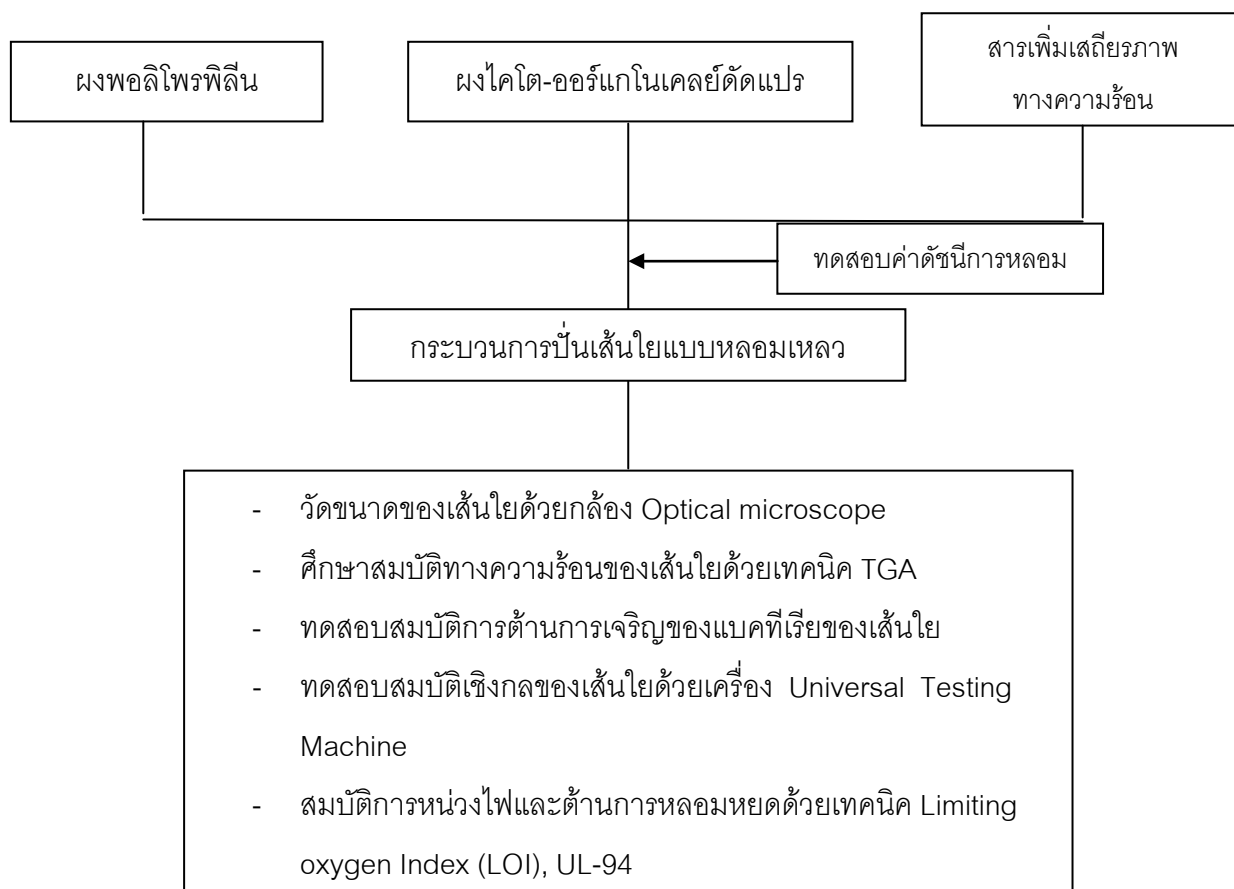 ผงพอลิโพรพิลีน
ผงไคโต-ออร์แกโนเคลย์ดัดแปร
สารเพิ่มเสถียรภาพ
ทางความร้อน
ทดสอบค่าดัชนีการหลอม
กระบวนการปั่นเส้นใยแบบหลอมเหลว
- วัดขนาดของเส้นใยด้วยกล้อง Optical microscope
- ศึกษาสมบัติทางความร้อนของเส้นใยด้วยเทคนิค TGA
- ทดสอบสมบัติการต้านการเจริญของแบคทีเรียของเส้นใย
- ทดสอบสมบัติเชิงกลของเส้นใยด้วยเครื่อง Universal Testing
Machine
- สมบัติการหน่วงไฟและต้านการหลอมหยดด้วยเทคนิค Limiting
oxygen Index (LOI), UL-94